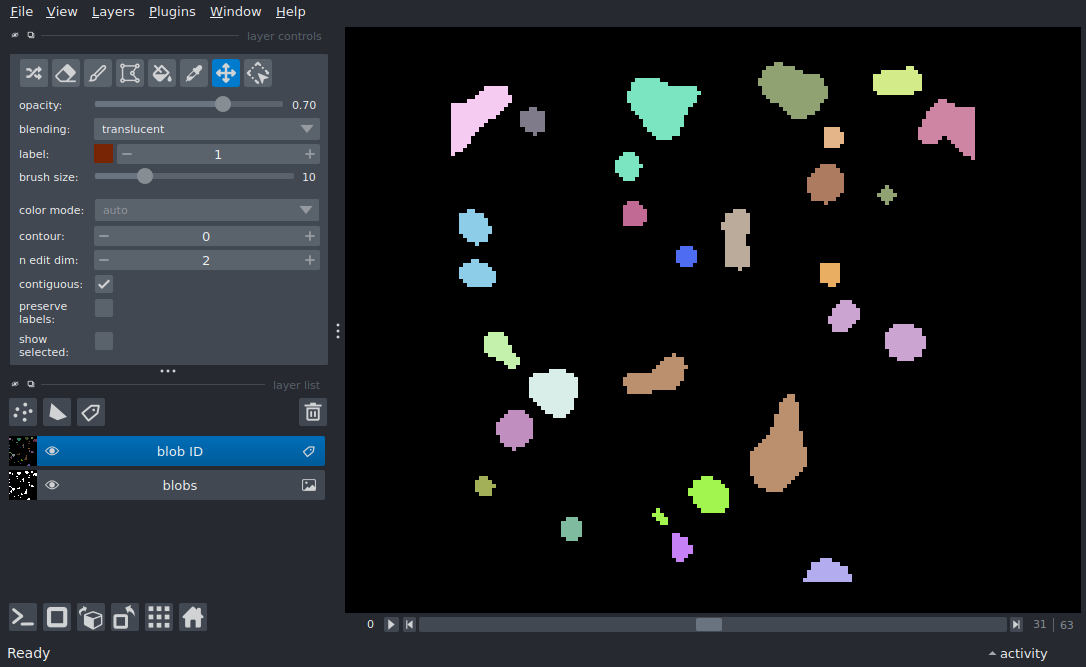 File View Layers Plugins Window Help
layer controls
opacity: 0.70
blending: translucent
label: 1
brush size: 10
color mode: auto
contour: 0
n edit dim: 2
contiguous:
preserve
labels:
show
selected:
layer list
blob ID
blobs
0 31 63
Ready activity